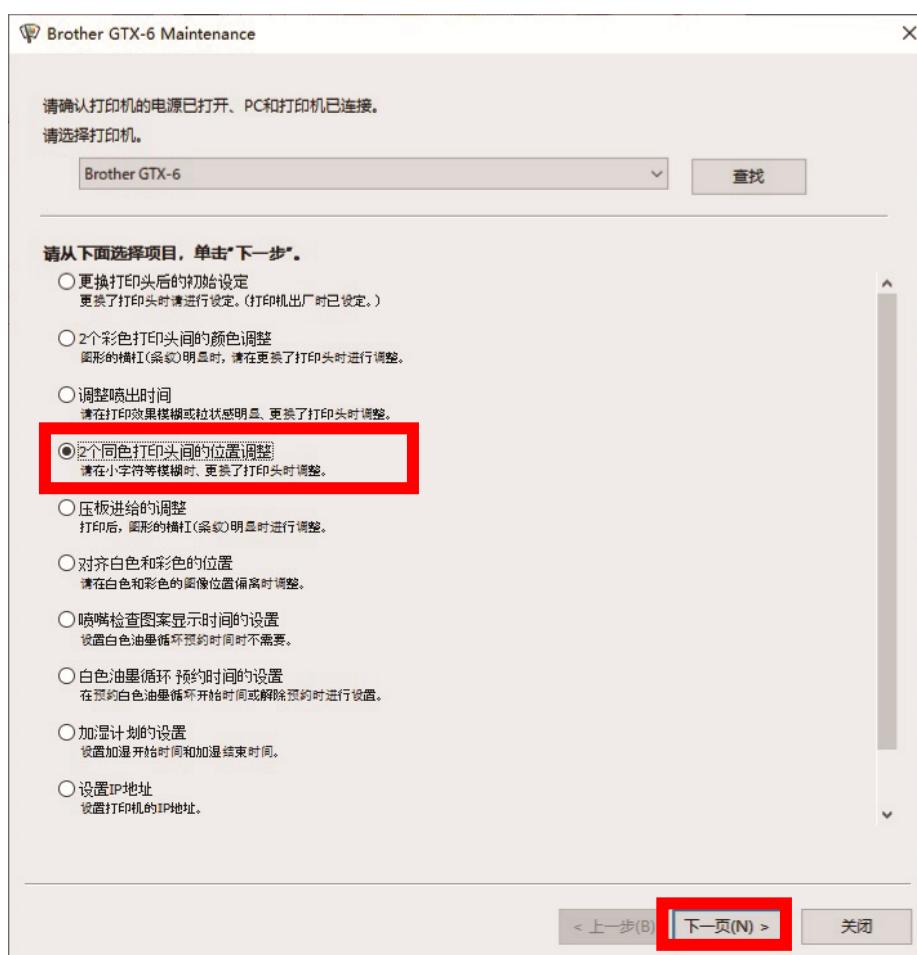 Brother GTX-6 Maintenance
请确认打印机的电源已打开、PC和打印机已连接。
请选择打印机。
Brother GTX-6
查找
请从下面选择项目，单击"下一步"。
更换打印头后的初始设定
更换了打印头时请进行设定。(打印机出厂时已设定。)
2个彩色打印头间的颜色调整
图形的横杠(条纹)明显时，请在更换了打印头时进行调整。
调整喷出时间
请在打印效果模糊或粒状感明显、更换了打印头时调整。
2个同色打印头间的位置调整
请在小字符等模糊时、更换了打印头时调整。
压板进给的调整
打印后，图形的横杠(条纹)明显时进行调整。
对齐白色和彩色的位置
请在白色和彩色的图像位置偏离时调整。
喷嘴检查图案显示时间的设置
设置白色油墨循环预约时间时不需要。
白色油墨循环 预约时间的设置
在预约白色油墨循环开始时间或解除预约时进行设置。
加湿计划的设置
设置加湿开始时间和加湿结束时间。
设置IP地址
设置打印机的IP地址。
< 上一步(B)
下一页(N) >
关闭